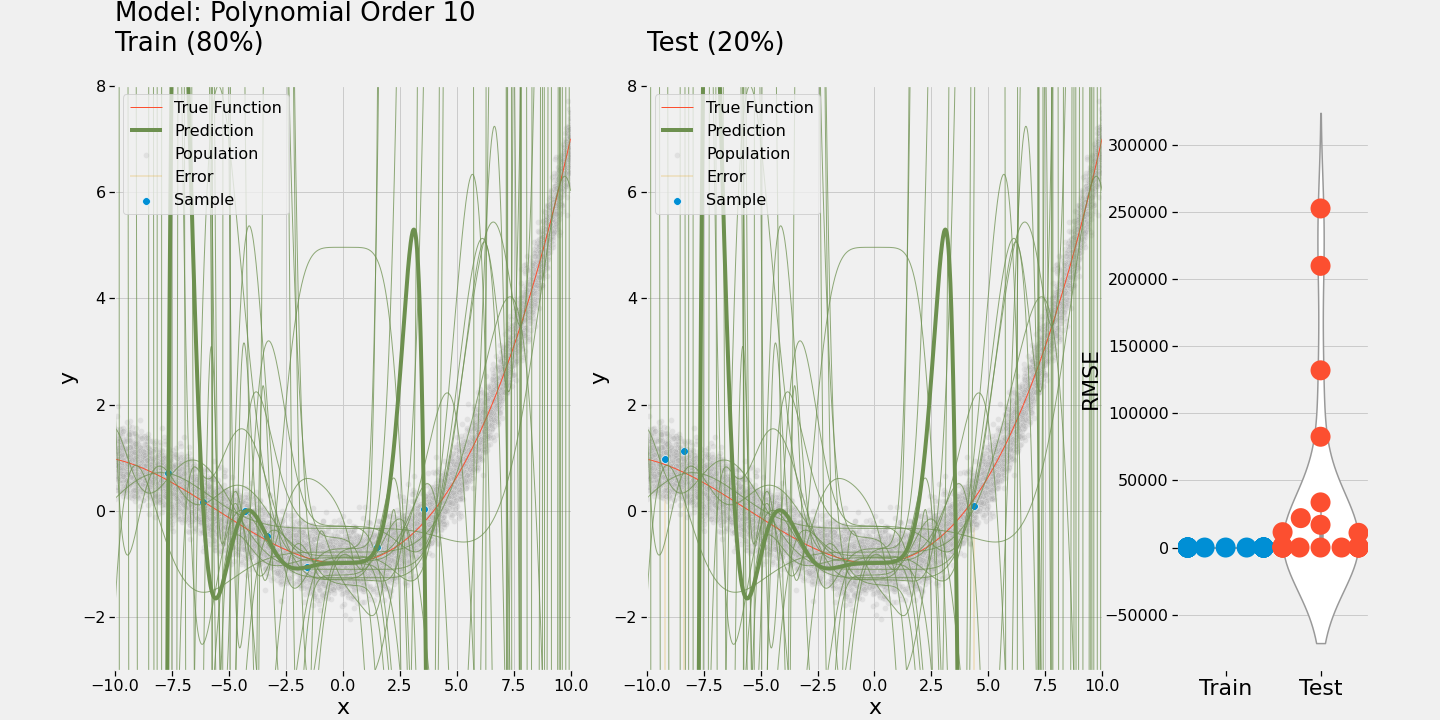 Model: Polynomial Order 10
Train (80%)
Test (20%)
8
6
4
2
0
−2
y
True Function
Prediction
Population
Error
Sample
−10.0 −7.5 −5.0 −2.5 0.0 2.5 5.0 7.5 10.0
x
8
6
4
2
0
−2
y
True Function
Prediction
Population
Error
Sample
−10.0 −7.5 −5.0 −2.5 0.0 2.5 5.0 7.5 10.0
x
300000
250000
200000
150000
100000
50000
0
−50000
RMSE
Train Test